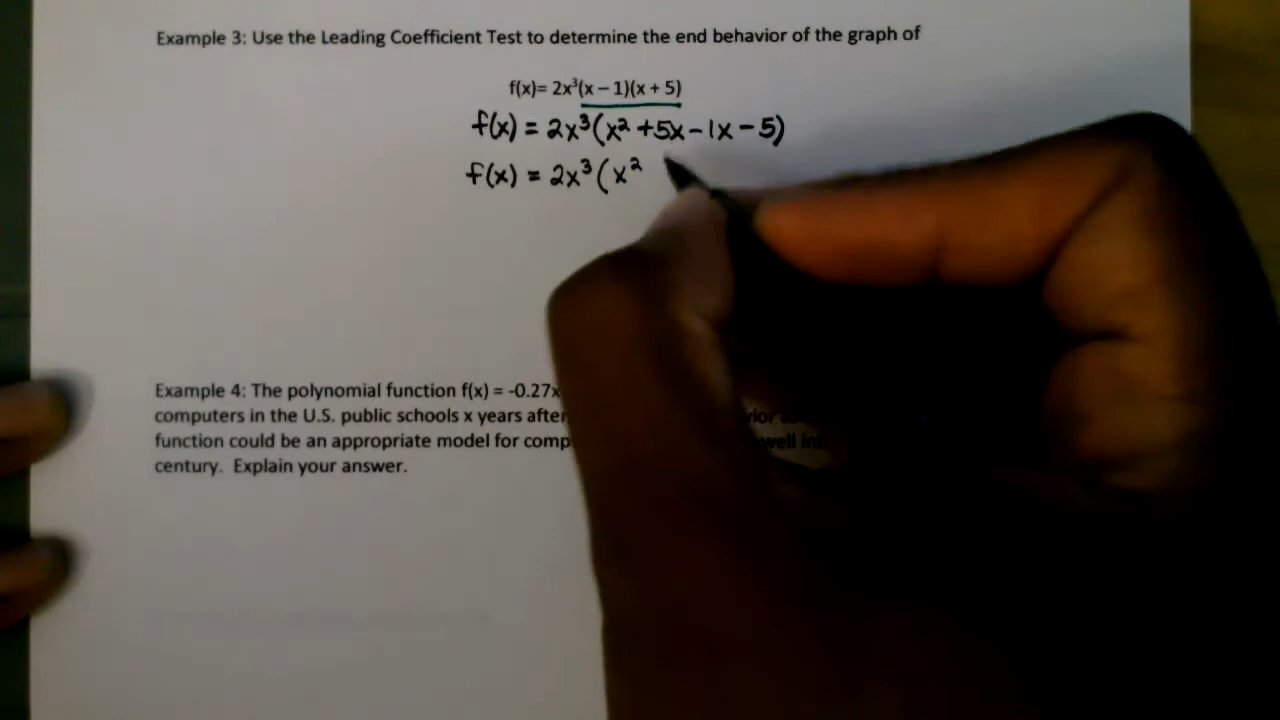 Example 3: Use the Leading Coefficient Test to determine the end behavior of the graph of
f(x)= 2x³(x – 1)(x + 5)
f(x) = 2x³(x² +5x-1x-5)
f(x) = 2x³(x²
Example 4: The polynomial function f(x) = -0.27x
computers in the U.S. public schools x years after
function could be an appropriate model for comp well
century. Explain your answer.